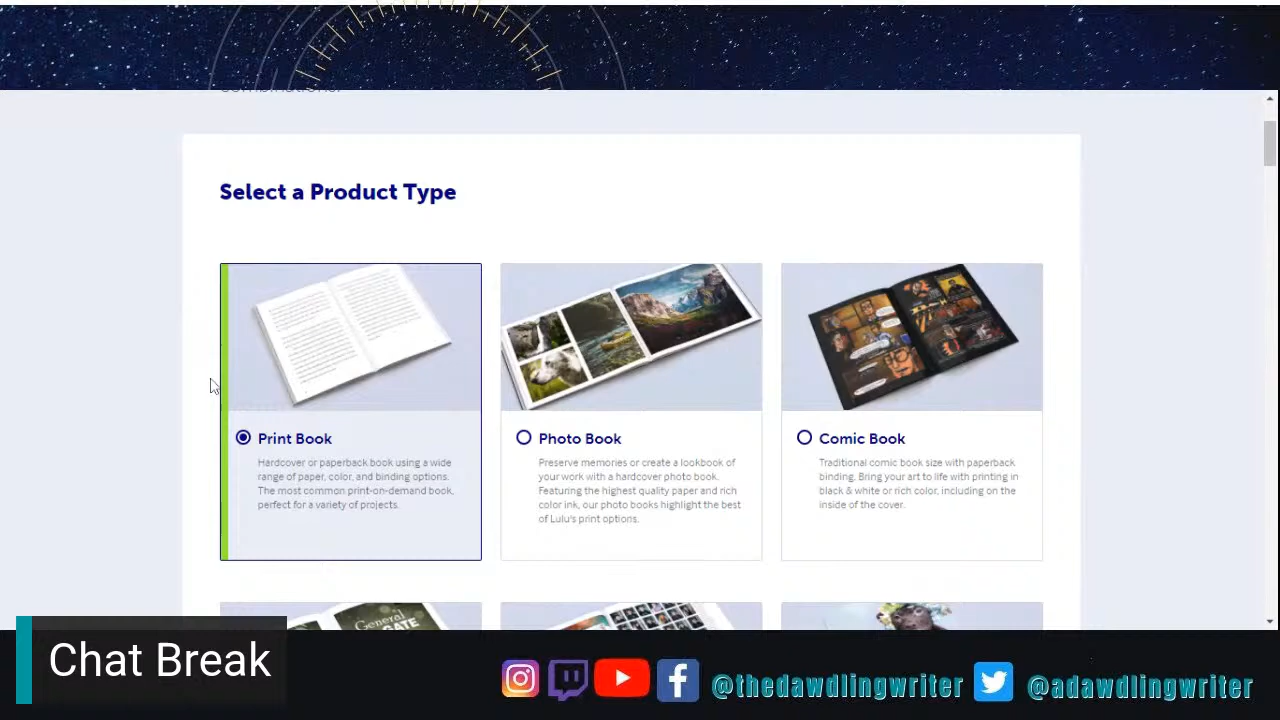 Select a Product Type
Print Book
Hardcover or paperback book using a wide
range of paper, color, and binding options.
The most common print-on-demand book,
perfect for a variety of projects.
Photo Book
Preserve memories or create a lookbook of
your work with a hardcover photo book.
Featuring the highest quality paper and rich
color ink, our photo books highlight the best
of Lulu's print options.
Comic Book
Traditional comic book size with paperback
binding. Bring your art to life with printing in
black & white or rich color, including on the
inside of the cover.
General
Chat Break
@thedawdlingwriter
@adawdlingwriter